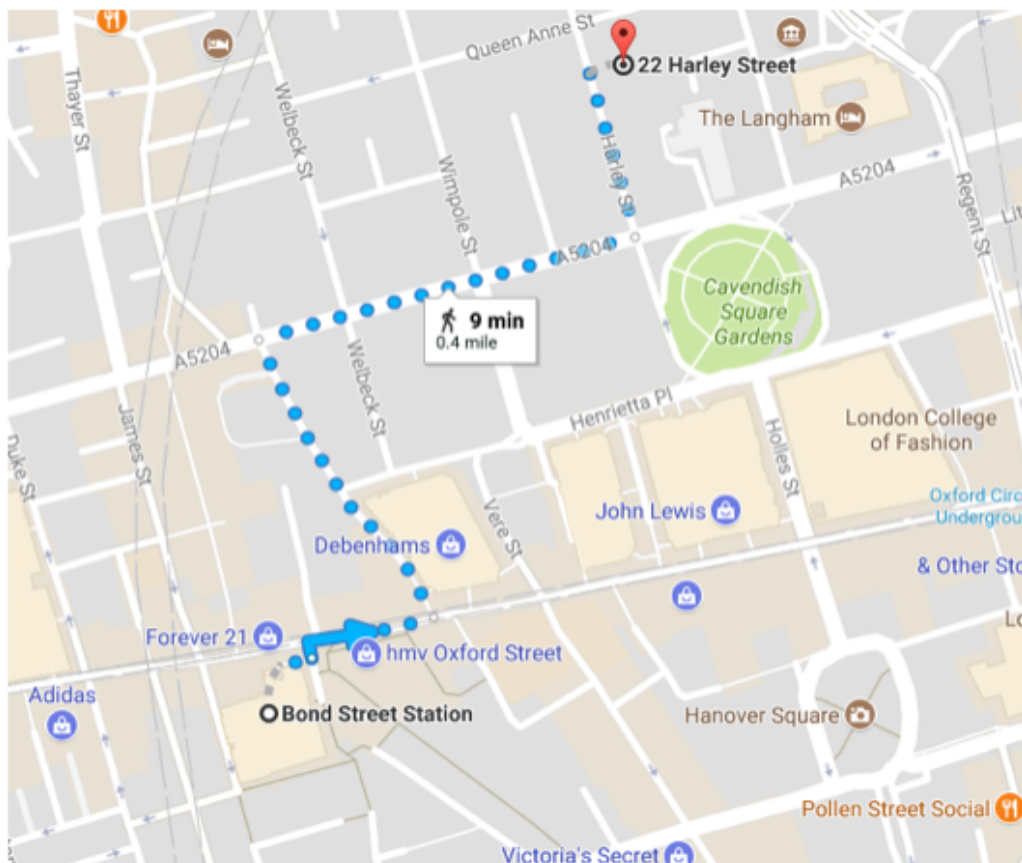 Queen Anne St
22 Harley Street
Thayer St
Welbeck St
The Langham
Wimpole St
Harley St
A5204
Regent St
A5204
Cavendish
Square
Gardens
9 min
0.4 mile
A5204
Welbeck St
James St
Henrietta Pl
Duke St
Holles St
London College
of Fashion
Vere St
John Lewis
Debenhams
Oxford Circ
Undergrou
& Other Sto
Forever 21
hmv Oxford Street
Adidas
Bond Street Station
Hanover Square
Pollen Street Social
Victoria's Secret